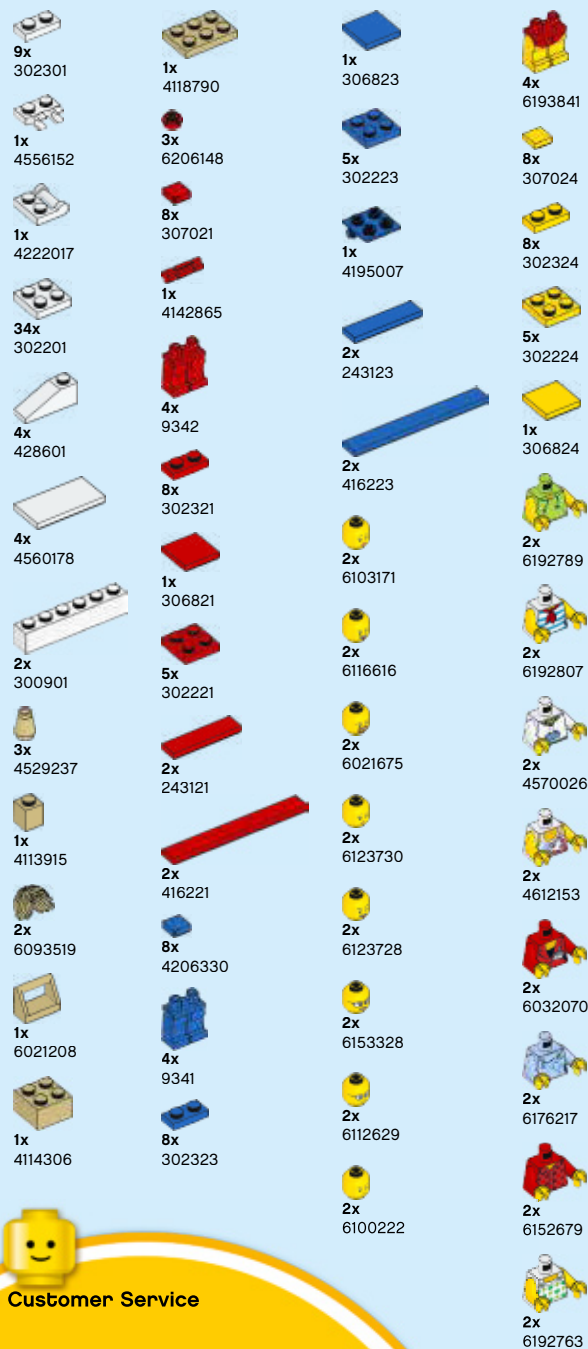 9x
302301
1x
4556152
1x
4222017
34x
302201
4x
428601
4x
4560178
2x
300901
3x
4529237
1x
4113915
2x
6093519
1x
6021208
1x
4114306
1x
4118790
3x
6206148
8x
307021
1x
4142865
4x
9342
8x
302321
1x
306821
5x
302221
2x
243121
2x
416221
8x
4206330
4x
9341
8x
302323
1x
306823
5x
302223
1x
4195007
2x
243123
2x
416223
2x
6103171
2x
6116616
2x
6021675
2x
6123730
2x
6123728
2x
6153328
2x
6112629
2x
6100222
4x
6193841
8x
307024
8x
302324
5x
302224
1x
306824
2x
6192789
2x
6192807
2x
4570026
2x
4612153
2x
6032070
2x
6176217
2x
6152679
2x
6192763
Customer Service